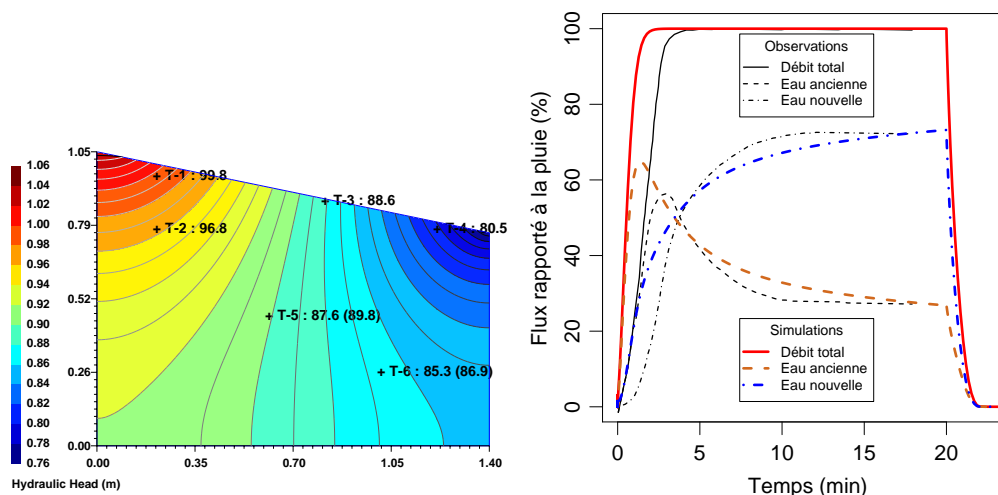 1.06
1.04
1.02
1.00
0.98
0.96
0.94
0.92
0.90
0.88
0.86
0.84
0.82
0.80
0.78
0.76
Hydraulic Head (m)
1.05
0.79
0.52
0.26
0.00
0.00 0.35 0.70 1.05 1.40
T-1 : 99.8
T-2 : 96.8
T-3 : 88.6
T-4 : 80.5
T-5 : 87.6 (89.8)
T-6 : 85.3 (86.9)
Flux rapporté à la pluie (%)
100
80
60
40
20
0
Observations
Débit total
Eau ancienne
Eau nouvelle
Simulations
Débit total
Eau ancienne
Eau nouvelle
0 5 10 15 20
Temps (min)